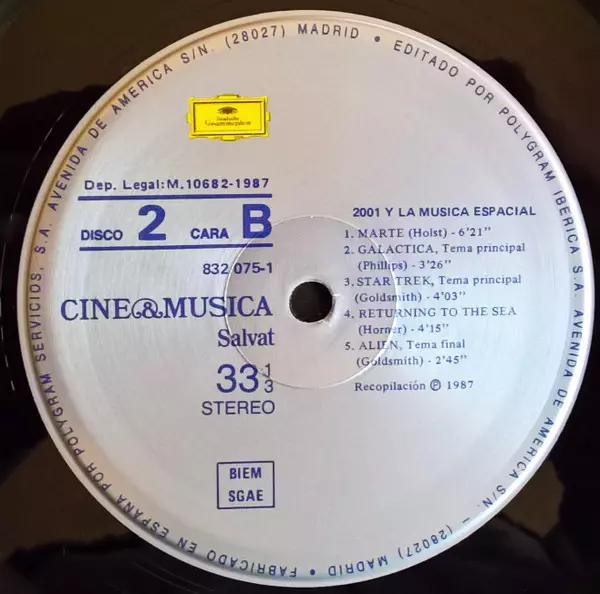 EDITADO POR POLYGRAM IBERICA S.A. AVENIDA DE AMERICA S/N. – (28027) MADRID • FABRICADO EN ESPAÑA POR POLYGRAM SERVICIOS, S.A. AVENIDA DE AMERICA S/N. (28027) MADRID •
Deutsche
Grammophon
Dep. Legal:M.10682-1987
DISCO 2 CARA B
832 075-1
CINE&MUSICA
Salvat
33 1/3
STEREO
BIEM
SGAE
2001 Y LA MUSICA ESPACIAL
1. MARTE (Holst) - 6'21"
2. GALACTICA, Tema principal
(Phillips) - 3'26"
3. STAR TREK, Tema principal
(Goldsmith) - 4'03"
4. RETURNING TO THE SEA
(Horner) - 4'15"
5. ALIEN, Tema final
(Goldsmith) - 2'45"
Recopilación Ⓟ 1987